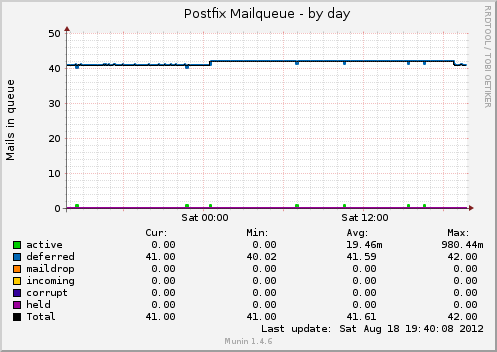 Postfix Mailqueue - by day
RRDTOOL / TOBI OETIKER
Mails in queue
50
40
30
20
10
0
Sat 00:00 Sat 12:00
Cur: Min: Avg: Max:
active 0.00 0.00 19.46m 980.44m
deferred 41.00 40.02 41.59 42.00
maildrop 0.00 0.00 0.00 0.00
incoming 0.00 0.00 0.00 0.00
corrupt 0.00 0.00 0.00 0.00
held 0.00 0.00 0.00 0.00
Total 41.00 41.00 41.61 42.00
Last update: Sat Aug 18 19:40:08 2012
Munin 1.4.6